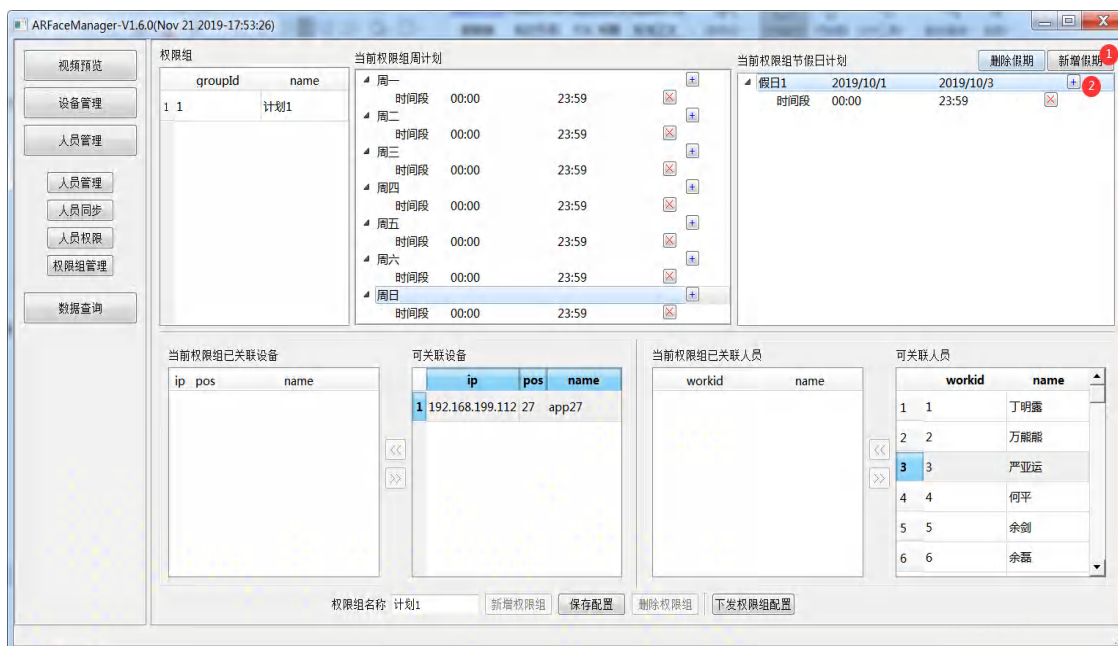 ARFaceManager-V1.6.0(Nov 21 2019-17:53:26)
视频预览
设备管理
人员管理
人员管理
人员同步
人员权限
权限组管理
数据查询
权限组
groupId name
1 1 计划1
当前权限组周计划
周一
时间段 00:00 23:59
周二
时间段 00:00 23:59
周三
时间段 00:00 23:59
周四
时间段 00:00 23:59
周五
时间段 00:00 23:59
周六
时间段 00:00 23:59
周日
时间段 00:00 23:59
当前权限组节假日计划 删除假期 新增假期 1
假日1 2019/10/1 2019/10/3 + 2
时间段 00:00 23:59
当前权限组已关联设备
ip pos name
可关联设备
ip pos name
1 192.168.199.112 27 app27
<<
>>
当前权限组已关联人员
workid name
<<
>>
可关联人员
workid name
1 1 丁明露
2 2 万能能
3 3 严亚运
4 4 何平
5 5 余剑
6 6 余磊
权限组名称 计划1 新增权限组 保存配置 删除权限组 下发权限组配置